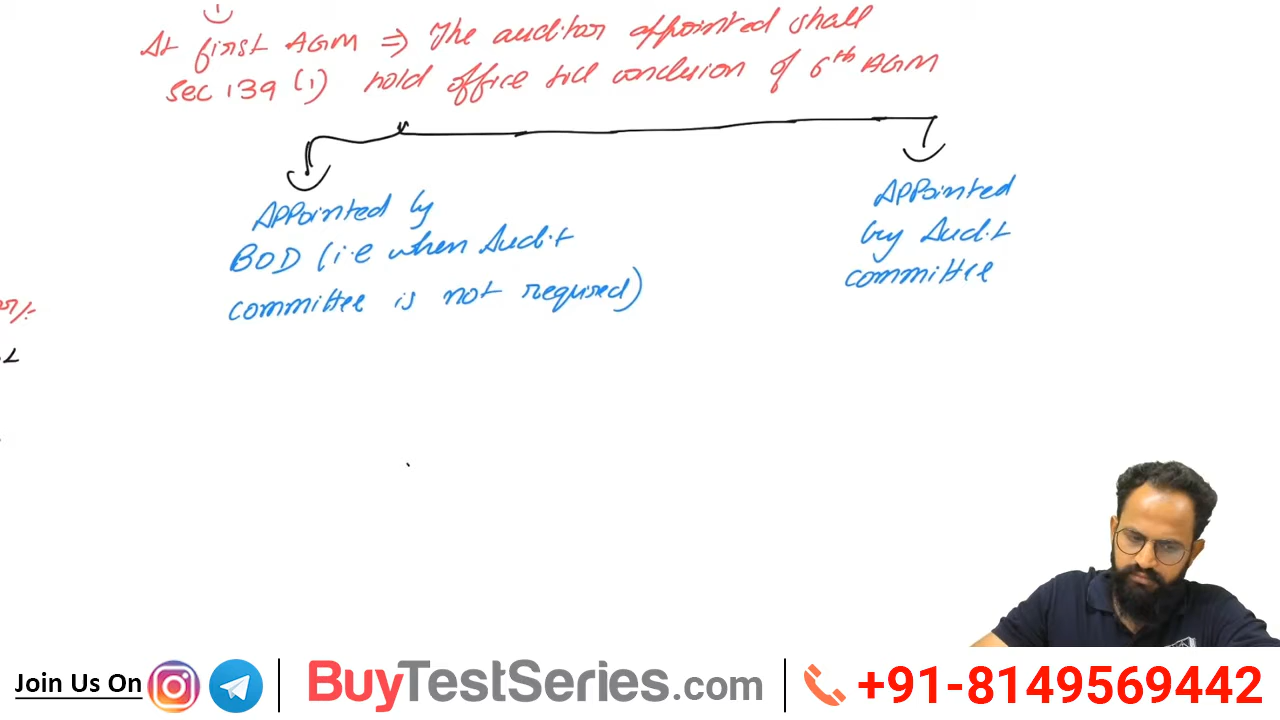 At first AGM ⇒ The auditor appointed shall
sec 139 (1) hold office till conclusion of 6th AGM
Appointed by
BOD (i.e when Audit
committee is not required)
Appointed
by Audit
committee
Join Us On
BuyTestSeries.com
+91-8149569442